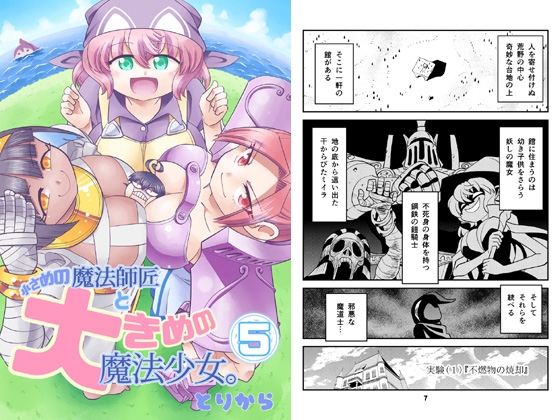 小さめの魔法師匠
と
大きめの
魔法少女。
5
とりから
人を寄せ付けぬ
荒野の中心
奇妙な台地の上
そこに一軒の
館がある
館に住まうのは
幼き子供をさらう
妖しの魔女
不死身の身体を持つ
鋼鉄の鎧騎士
地の底から這い出た
干からびたミイラ
そして
それらを
統べる
邪悪な
魔道士…
実験(1)『不燃物の焼却』
7